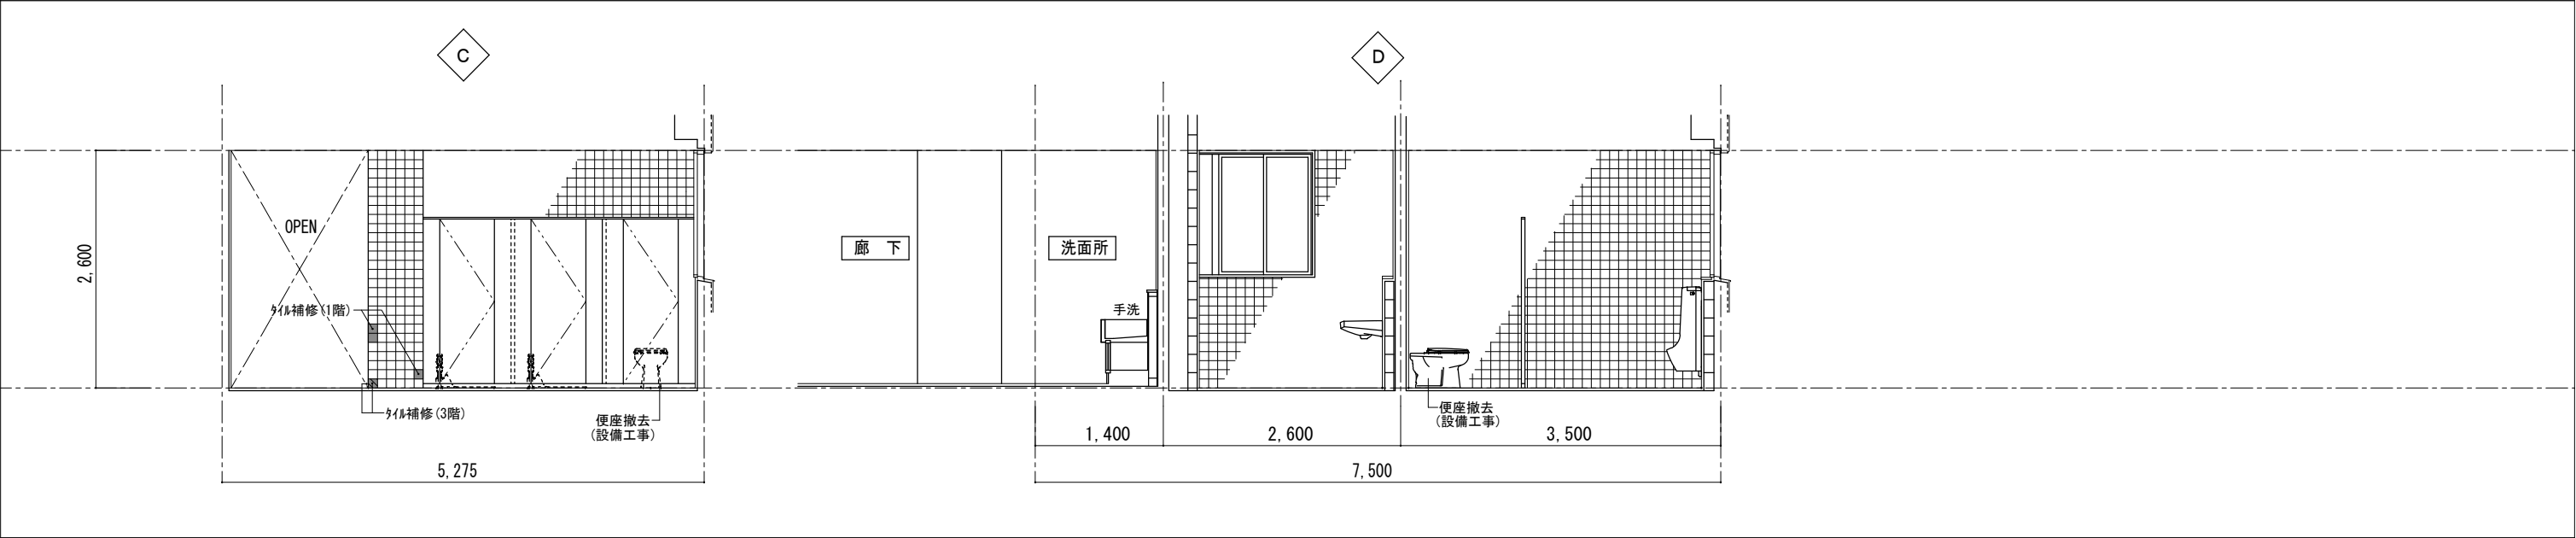 C
D
OPEN
2,600
廊　下
洗面所
ﾀｲﾙ補修(1階)
手洗
ﾀｲﾙ補修(3階)
便座撤去
(設備工事)
便座撤去
(設備工事)
1,400
2,600
3,500
5,275
7,500